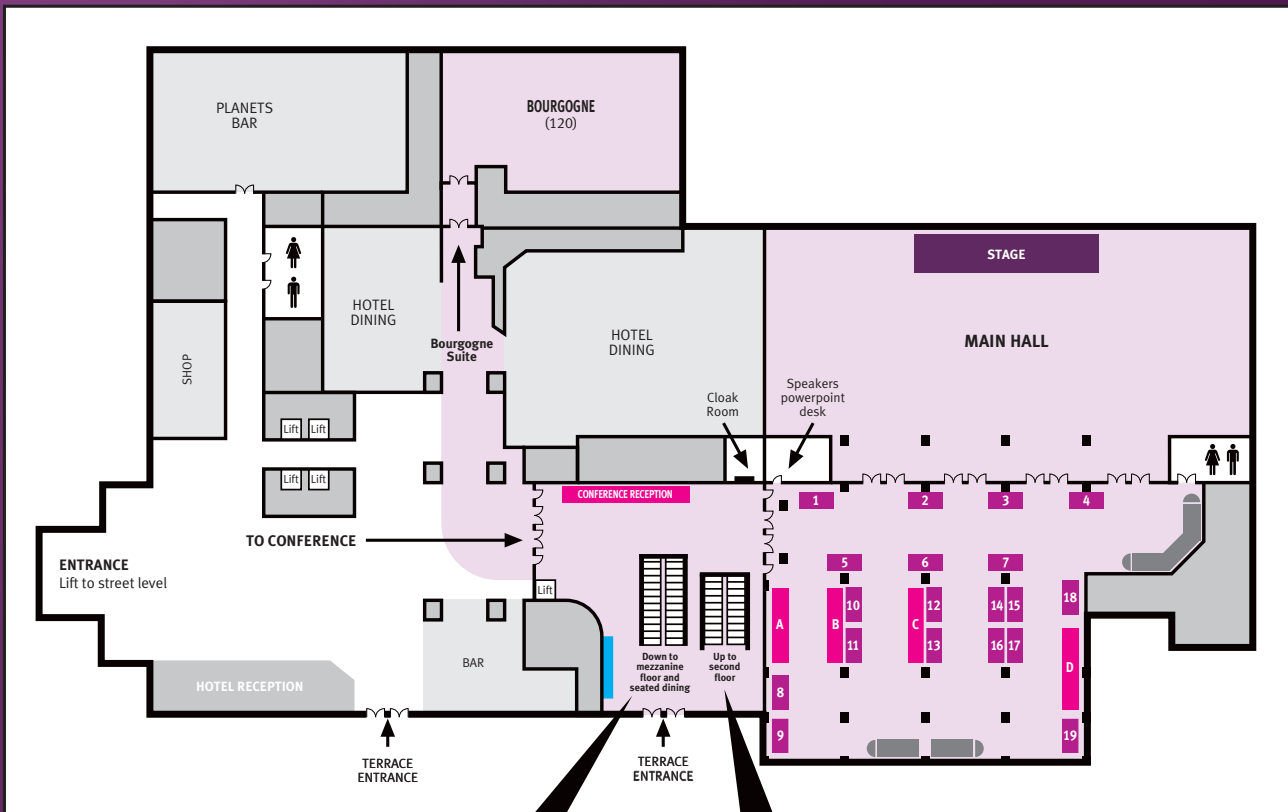 PLANETS
BAR
BOURGOGNE
(120)
STAGE
MAIN HALL
HOTEL
DINING
HOTEL
DINING
Bourgogne
Suite
SHOP
Lift Lift
Lift Lift
Cloak
Room
Speakers
powerpoint
desk
CONFERENCE RECEPTION
TO CONFERENCE
ENTRANCE
Lift to street level
Lift
BAR
HOTEL RECEPTION
Down to
mezzanine
floor and
seated dining
Up to
second
floor
TERRACE
ENTRANCE
TERRACE
ENTRANCE
1 2 3 4
5 6 7
A B 10 C 12 14 15 18
11 13 16 17 D
8
9 19